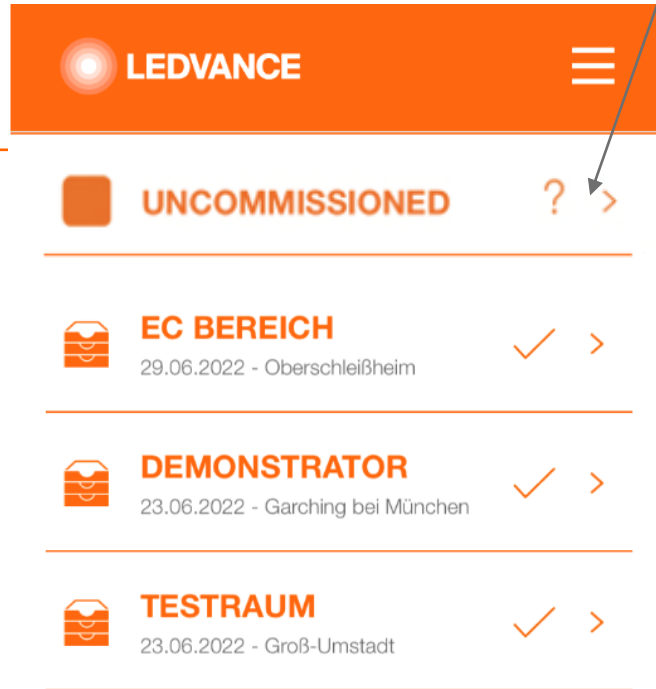 LEDVANCE
UNCOMMISSIONED ?
EC BEREICH
29.06.2022 - Oberschleißheim
DEMONSTRATOR
23.06.2022 - Garching bei München
TESTRAUM
23.06.2022 - Groß-Umstadt